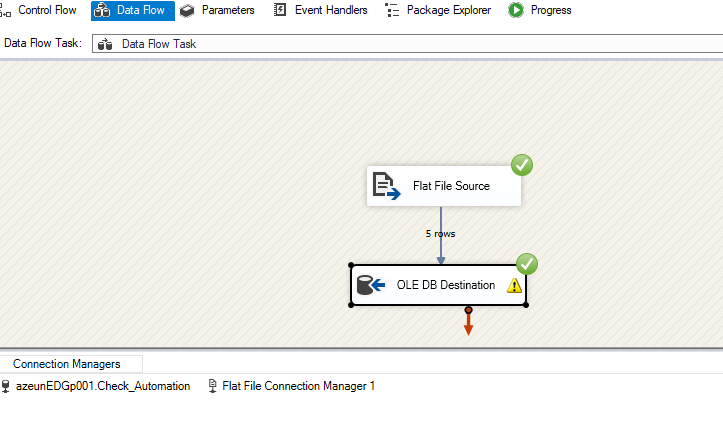 Control Flow Data Flow Parameters Event Handlers Package Explorer Progress
Data Flow Task: Data Flow Task
Flat File Source
5 rows
OLE DB Destination
Connection Managers
azeunEDGp001.Check_Automation Flat File Connection Manager 1